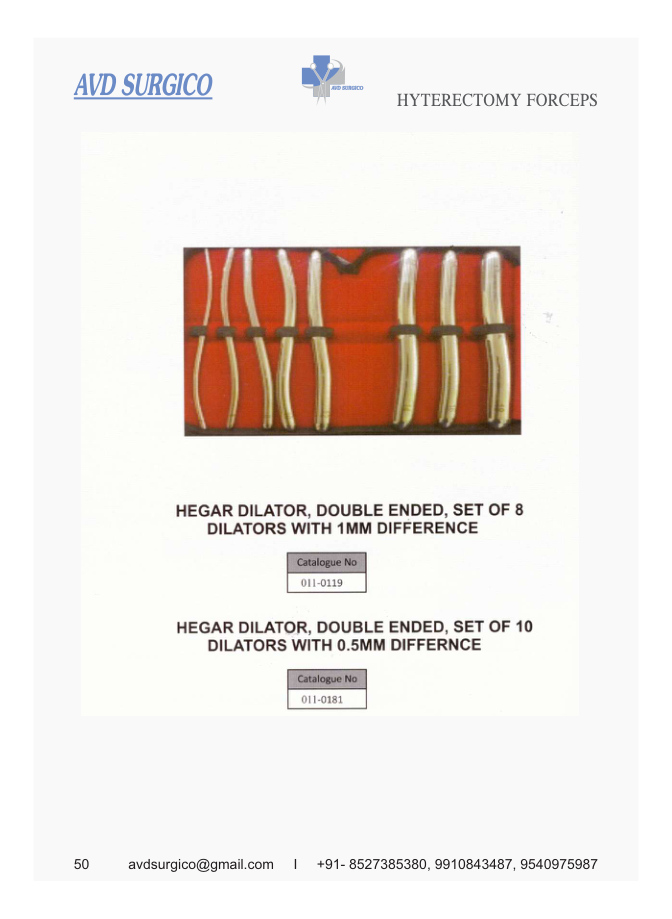 AVD SURGICO
AVD SURGICO
HYTERECTOMY FORCEPS
HEGAR DILATOR, DOUBLE ENDED, SET OF 8
DILATORS WITH 1MM DIFFERENCE
Catalogue No
011-0119
HEGAR DILATOR, DOUBLE ENDED, SET OF 10
DILATORS WITH 0.5MM DIFFERNCE
Catalogue No
011-0181
50 avdsurgico@gmail.com I +91- 8527385380, 9910843487, 9540975987